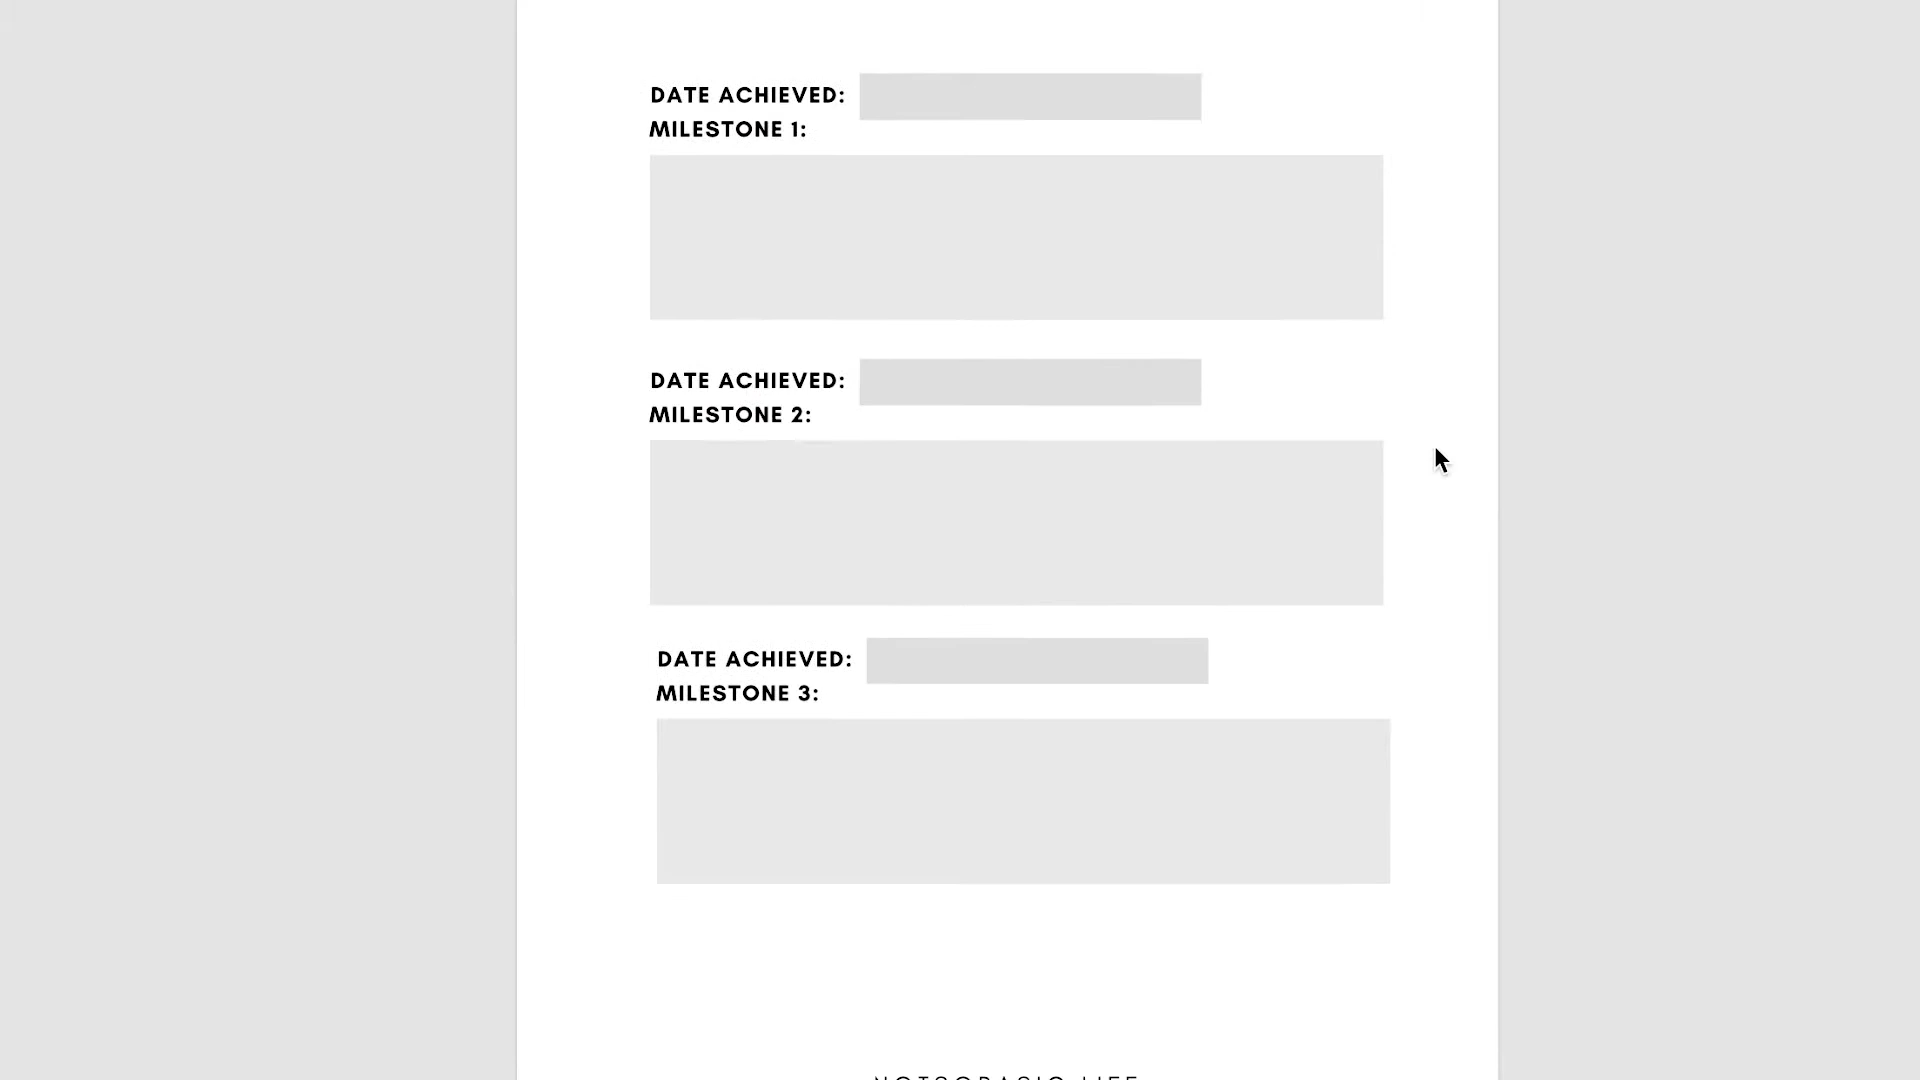 DATE ACHIEVED:
MILESTONE 1:
DATE ACHIEVED:
MILESTONE 2:
DATE ACHIEVED:
MILESTONE 3: